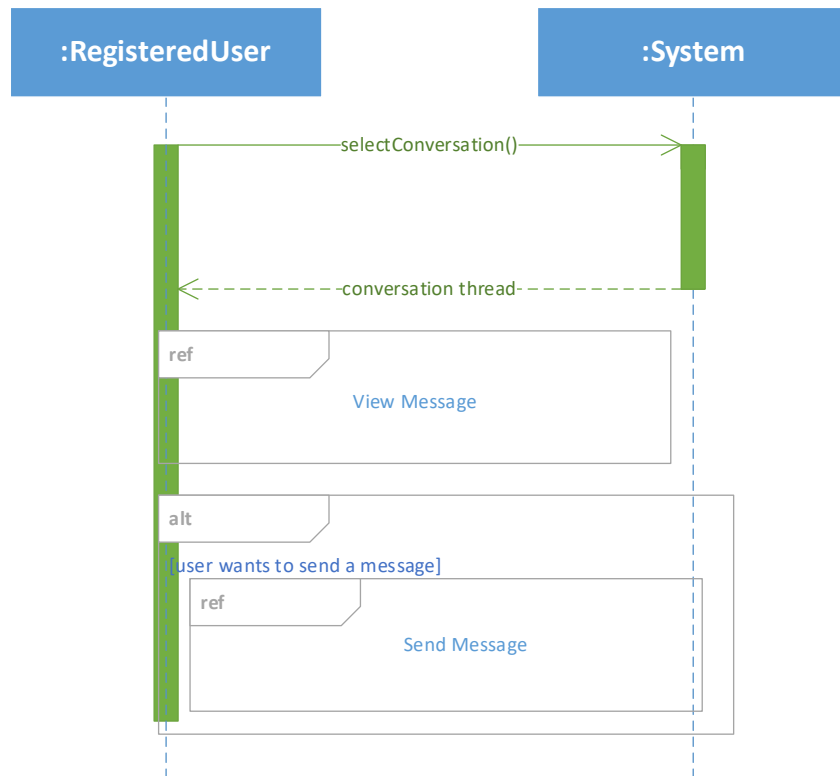 :RegisteredUser
:System
selectConversation()
conversation thread
ref
View Message
alt
[user wants to send a message]
ref
Send Message